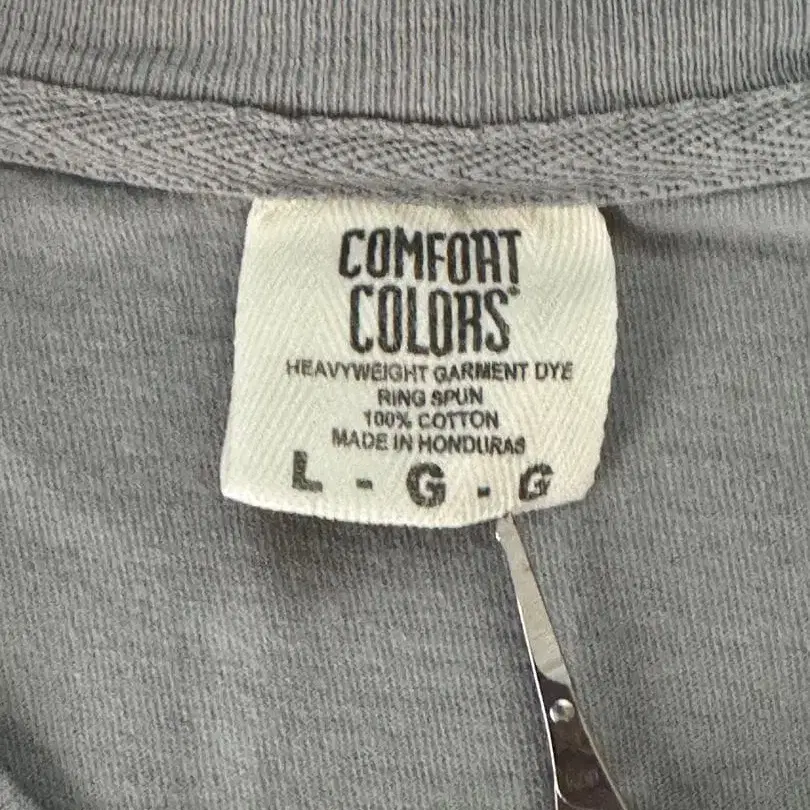 COMFORT
COLORS®
HEAVYWEIGHT GARMENT DYE
RING SPUN
100% COTTON
MADE IN HONDURAS
L - G - G